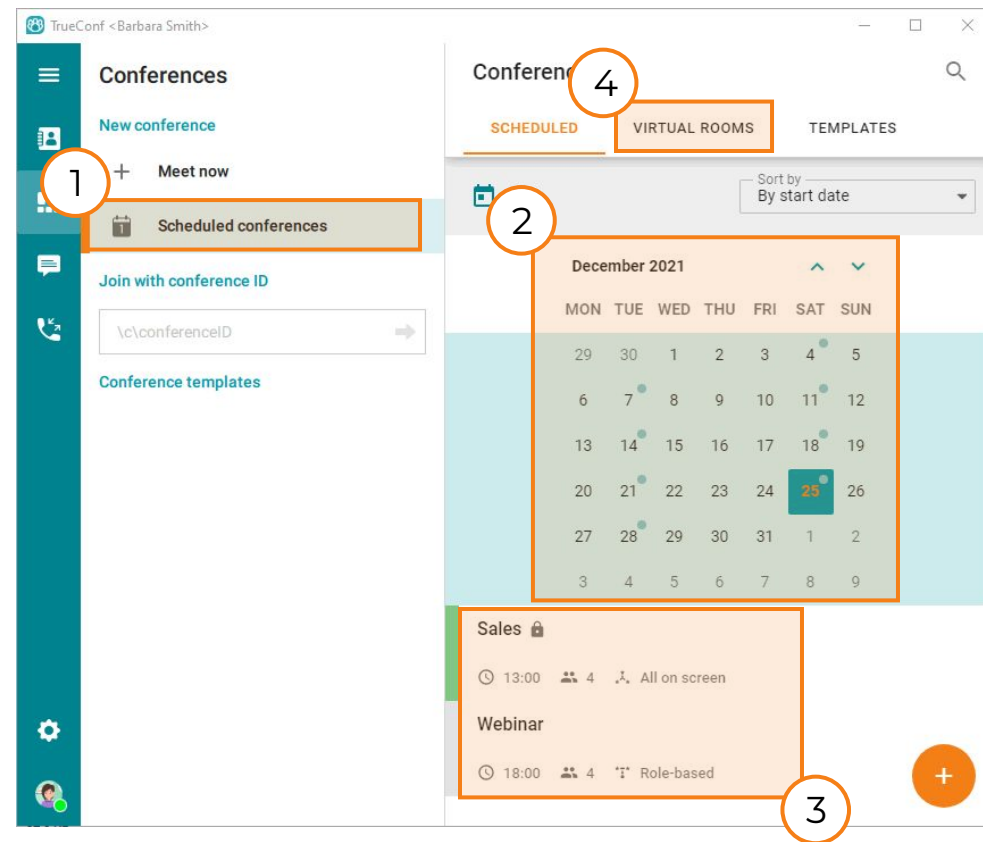 TrueConf <Barbara Smith>
Conferences
New conference
Meet now
1
Scheduled conferences
Join with conference ID
\c\conferenceID
Conference templates
4
SCHEDULED VIRTUAL ROOMS TEMPLATES
Sort by
By start date
2
December 2021
MON TUE WED THU FRI SAT SUN
29 30 1 2 3 4 5
6 7 8 9 10 11 12
13 14 15 16 17 18 19
20 21 22 23 24 25 26
27 28 29 30 31 1 2
3 4 5 6 7 8 9
Sales
13:00 4 All on screen
Webinar
18:00 4 Role-based
3